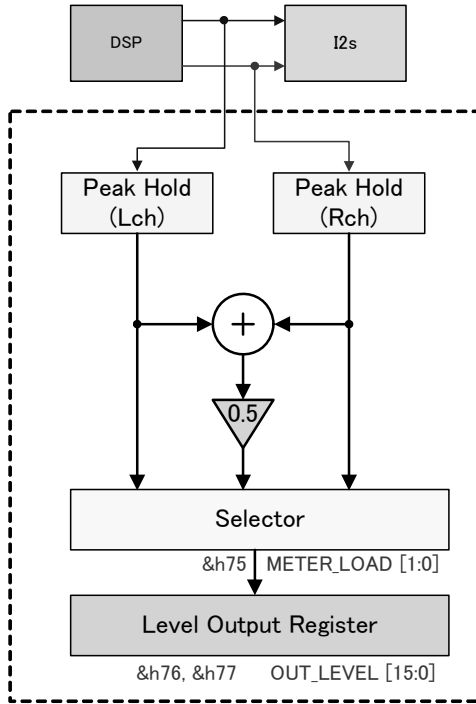 DSP
I2s
Peak Hold
(Lch)
Peak Hold
(Rch)
+
0.5
Selector
&h75 METER_LOAD [1:0]
Level Output Register
&h76, &h77 OUT_LEVEL [15:0]